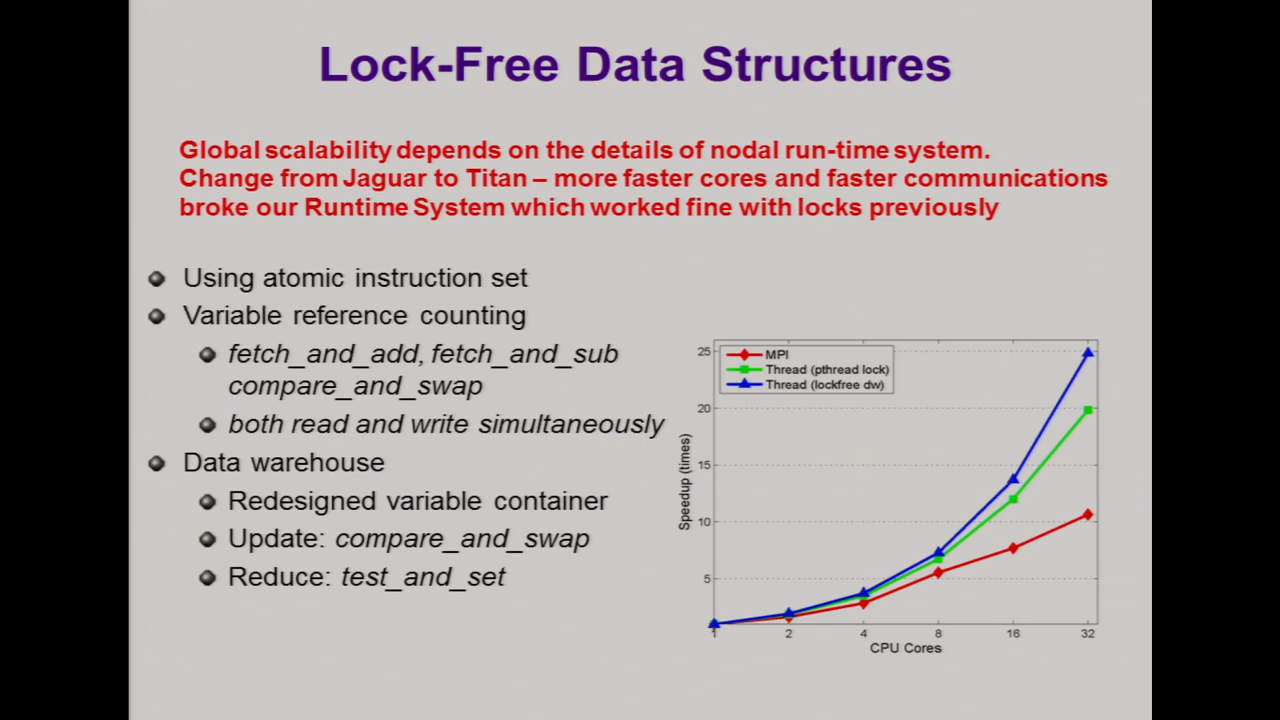 Lock-Free Data Structures
Global scalability depends on the details of nodal run-time system.
Change from Jaguar to Titan – more faster cores and faster communications
broke our Runtime System which worked fine with locks previously
Using atomic instruction set
Variable reference counting
fetch_and_add, fetch_and_sub
compare_and_swap
both read and write simultaneously
Data warehouse
Redesigned variable container
Update: compare_and_swap
Reduce: test_and_set
MPI
Thread (pthread lock)
Thread (lockfree dw)
25
20
15
10
5
Speedup (times)
1 2 4 8 16 32
CPU Cores